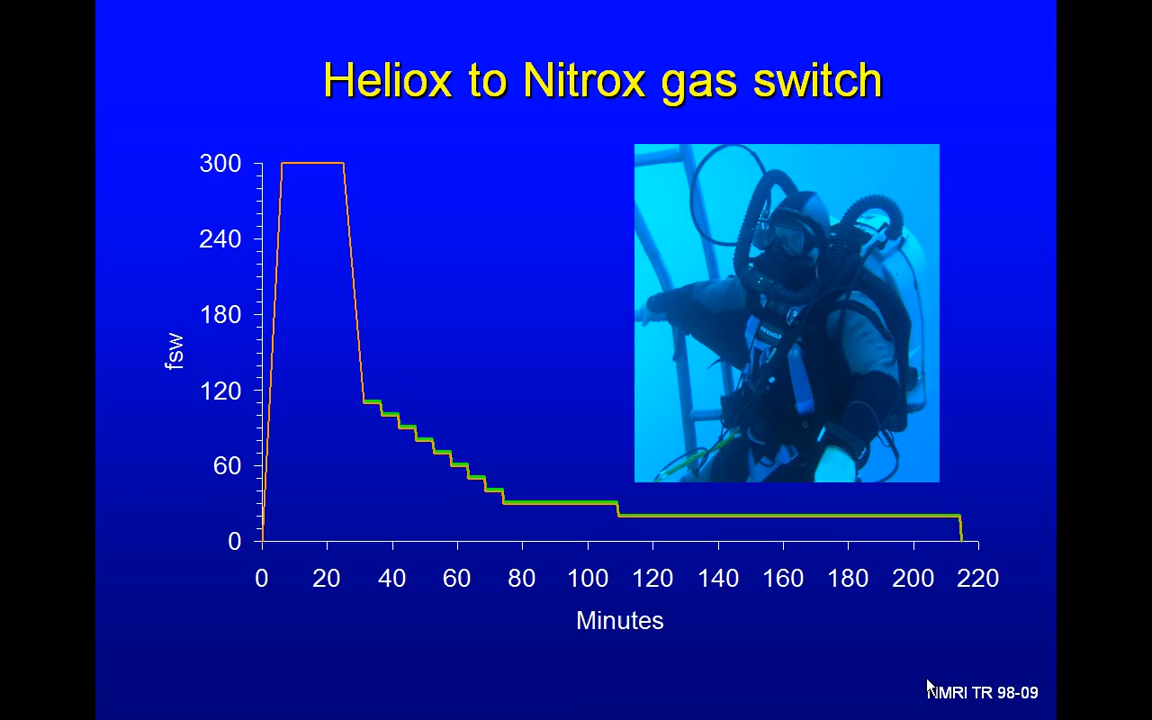 Heliox to Nitrox gas switch
300
240
180
120
60
0
fsw
0 20 40 60 80 100 120 140 160 180 200 220
Minutes
NMRI TR 98-09